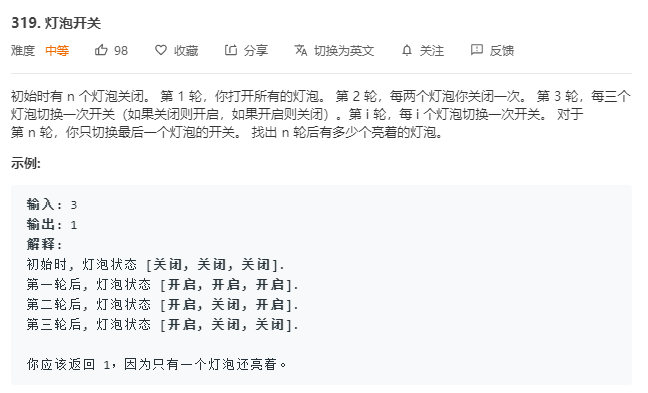 319. 灯泡开关
难度 中等 98 收藏 分享 切换为英文 关注 反馈
初始时有 n 个灯泡关闭。 第 1 轮，你打开所有的灯泡。 第 2 轮，每两个灯泡你关闭一次。 第 3 轮，每三个
灯泡切换一次开关（如果关闭则开启，如果开启则关闭）。第 i 轮，每 i 个灯泡切换一次开关。 对于
第 n 轮，你只切换最后一个灯泡的开关。 找出 n 轮后有多少个亮着的灯泡。
示例:
输入: 3
输出: 1
解释:
初始时, 灯泡状态 [关闭, 关闭, 关闭].
第一轮后, 灯泡状态 [开启, 开启, 开启].
第二轮后, 灯泡状态 [开启, 关闭, 开启].
第三轮后, 灯泡状态 [开启, 关闭, 关闭].
你应该返回 1，因为只有一个灯泡还亮着。